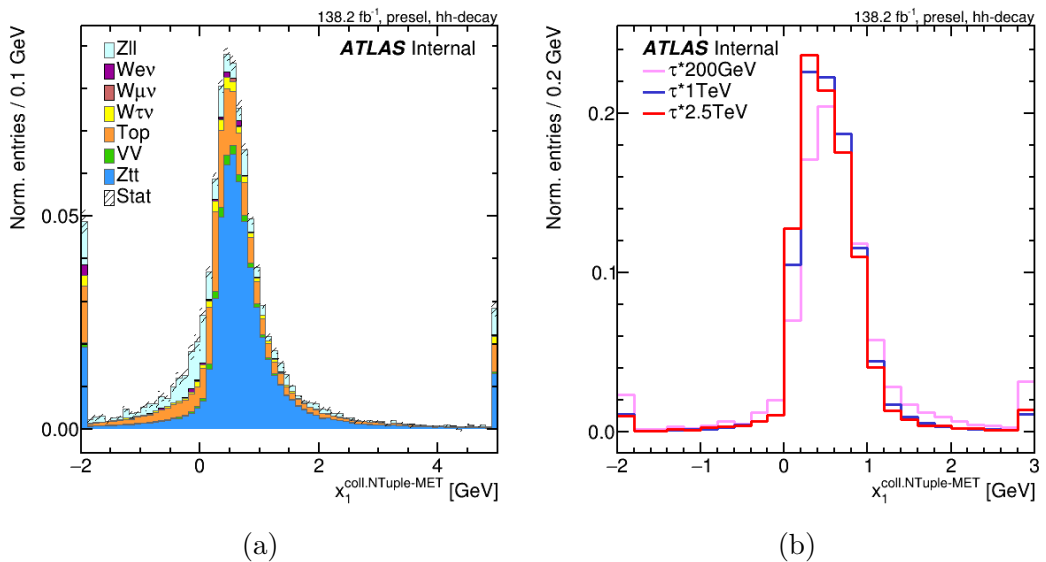 138.2 fb⁻¹, presel, hh-decay
ATLAS Internal
Zll
Weν
Wμν
Wτν
Top
VV
Ztt
Stat
Norm. entries / 0.1 GeV
0.05
0.00
−2 0 2 4
x₁^coll.NTuple-MET [GeV]
(a)
138.2 fb⁻¹, presel, hh-decay
ATLAS Internal
τ*200GeV
τ*1TeV
τ*2.5TeV
Norm. entries / 0.2 GeV
0.2
0.1
0.0
−2 −1 0 1 2 3
x₁^coll.NTuple-MET [GeV]
(b)